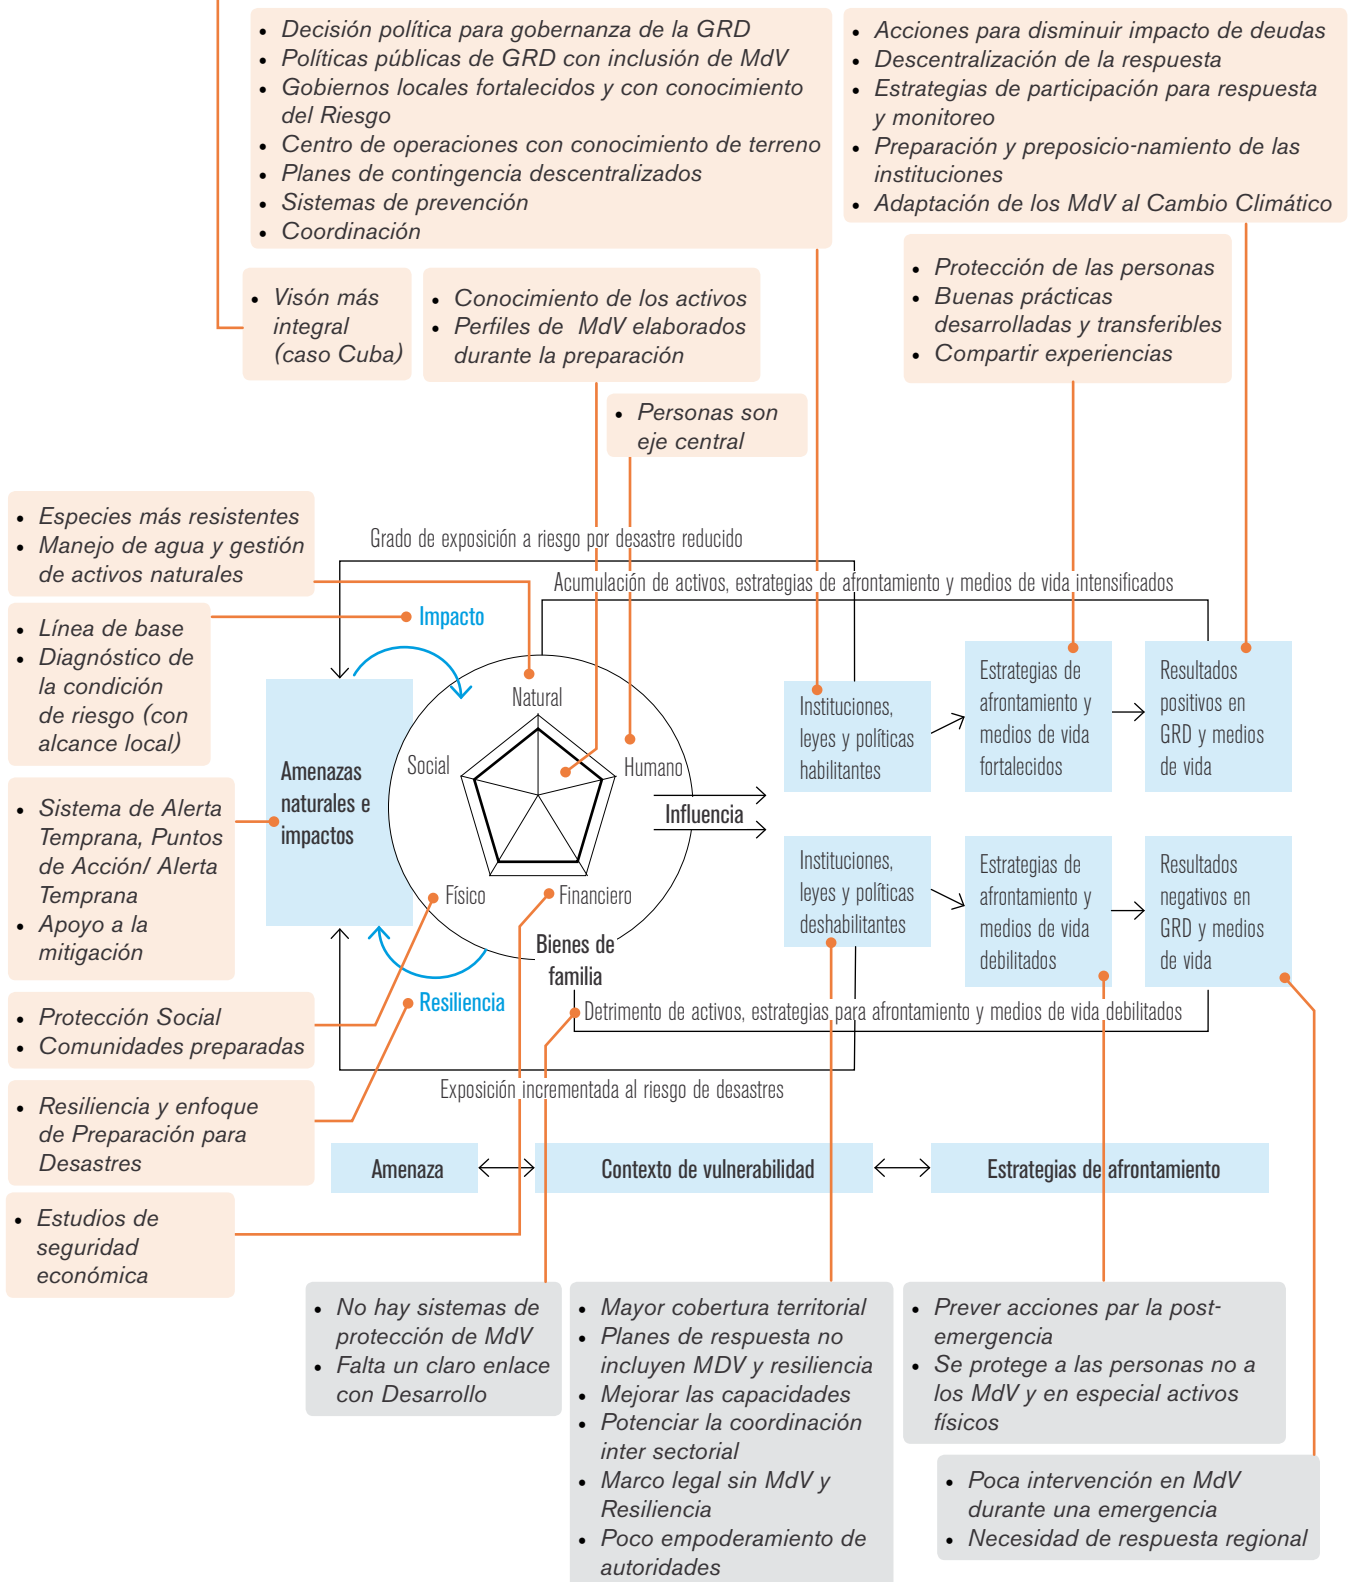 • Decisión política para gobernanza de la GRD
• Políticas públicas de GRD con inclusión de MdV
• Gobiernos locales fortalecidos y con conocimiento
del Riesgo
• Centro de operaciones con conocimiento de terreno
• Planes de contingencia descentralizados
• Sistemas de prevención
• Coordinación
• Acciones para disminuir impacto de deudas
• Descentralización de la respuesta
• Estrategias de participación para respuesta
y monitoreo
• Preparación y preposicio-namiento de las
instituciones
• Adaptación de los MdV al Cambio Climático
• Visón más
integral
(caso Cuba)
• Conocimiento de los activos
• Perfiles de MdV elaborados
durante la preparación
• Protección de las personas
• Buenas prácticas
desarrolladas y transferibles
• Compartir experiencias
• Personas son
eje central
• Especies más resistentes
• Manejo de agua y gestión
de activos naturales
Grado de exposición a riesgo por desastre reducido
Acumulación de activos, estrategias de afrontamiento y medios de vida intensificados
• Línea de base
• Diagnóstico de
la condición
de riesgo (con
alcance local)
Impacto
Natural
Social
Humano
Físico
Financiero
Amenazas
naturales e
impactos
Bienes de
familia
Influencia
Instituciones,
leyes y políticas
habilitantes
Estrategias de
afrontamiento y
medios de vida
fortalecidos
Resultados
positivos en
GRD y medios
de vida
• Sistema de Alerta
Temprana, Puntos
de Acción/ Alerta
Temprana
• Apoyo a la
mitigación
Instituciones,
leyes y políticas
deshabilitantes
Estrategias de
afrontamiento y
medios de vida
debilitados
Resultados
negativos en
GRD y medios
de vida
Resiliencia
Detrimento de activos, estrategias para afrontamiento y medios de vida debilitados
• Protección Social
• Comunidades preparadas
Exposición incrementada al riesgo de desastres
• Resiliencia y enfoque
de Preparación para
Desastres
Amenaza
Contexto de vulnerabilidad
Estrategias de afrontamiento
• Estudios de
seguridad
económica
• No hay sistemas de
protección de MdV
• Falta un claro enlace
con Desarrollo
• Mayor cobertura territorial
• Planes de respuesta no
incluyen MDV y resiliencia
• Mejorar las capacidades
• Potenciar la coordinación
inter sectorial
• Marco legal sin MdV y
Resiliencia
• Poco empoderamiento de
autoridades
• Prever acciones par la post-
emergencia
• Se protege a las personas no a
los MdV y en especial activos
físicos
• Poca intervención en MdV
durante una emergencia
• Necesidad de respuesta regional